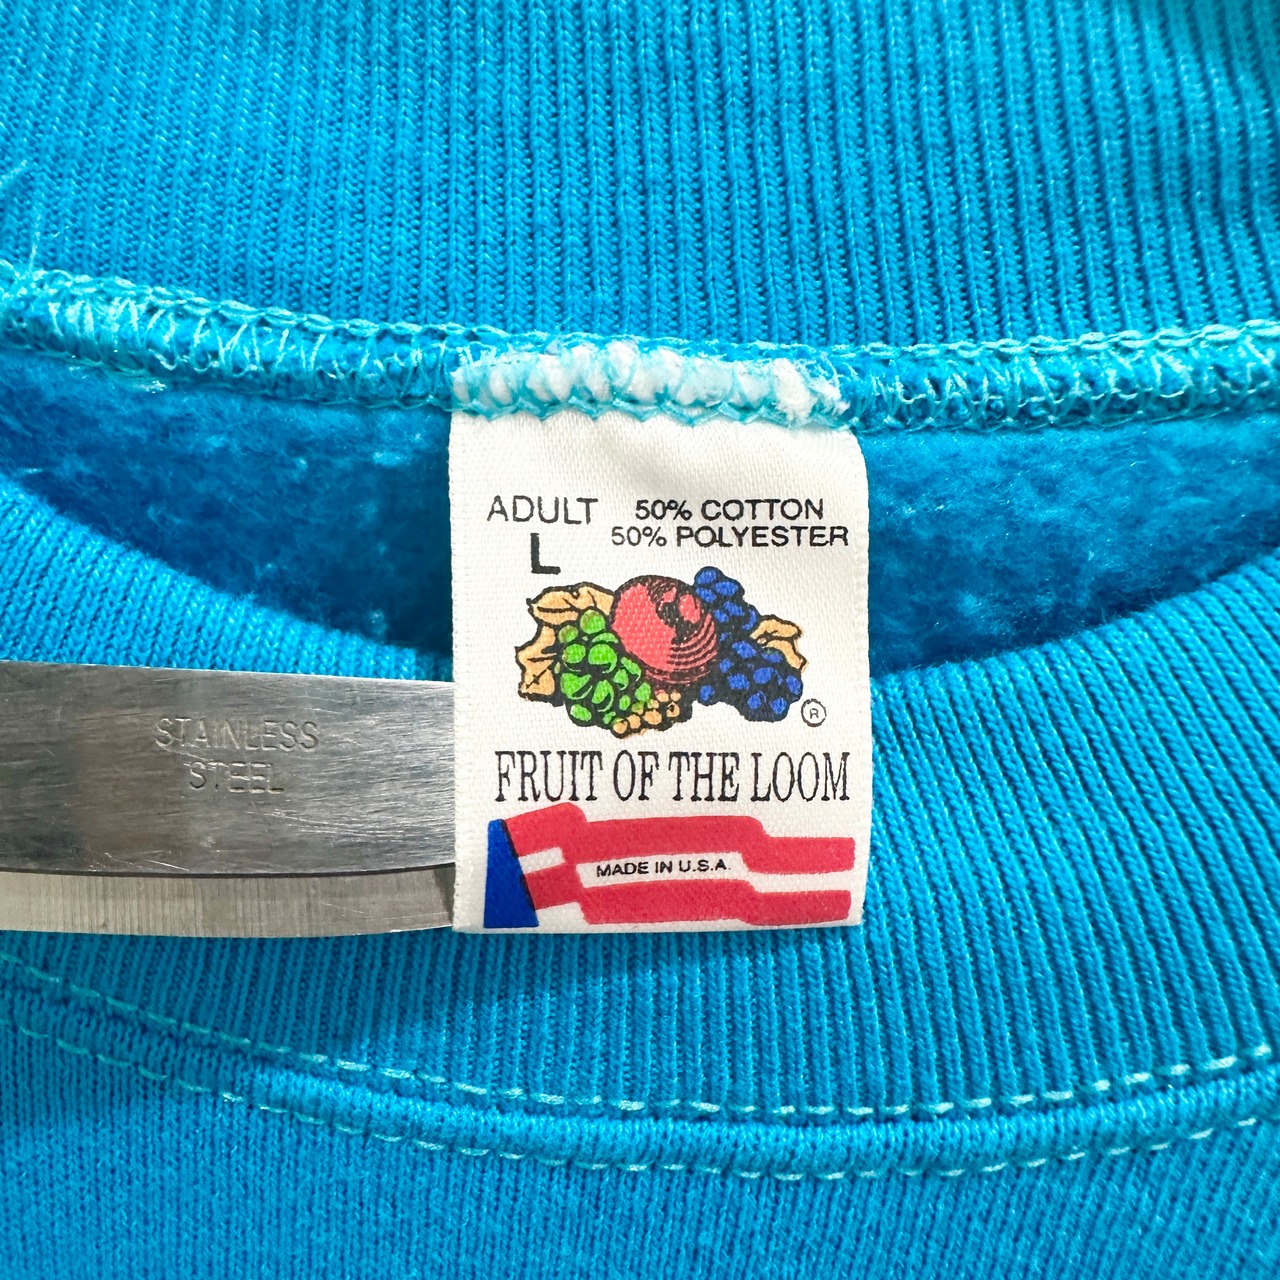 ADULT
L
50% COTTON
50% POLYESTER
®
FRUIT OF THE LOOM
MADE IN U.S.A.
STAINLESS
STEEL